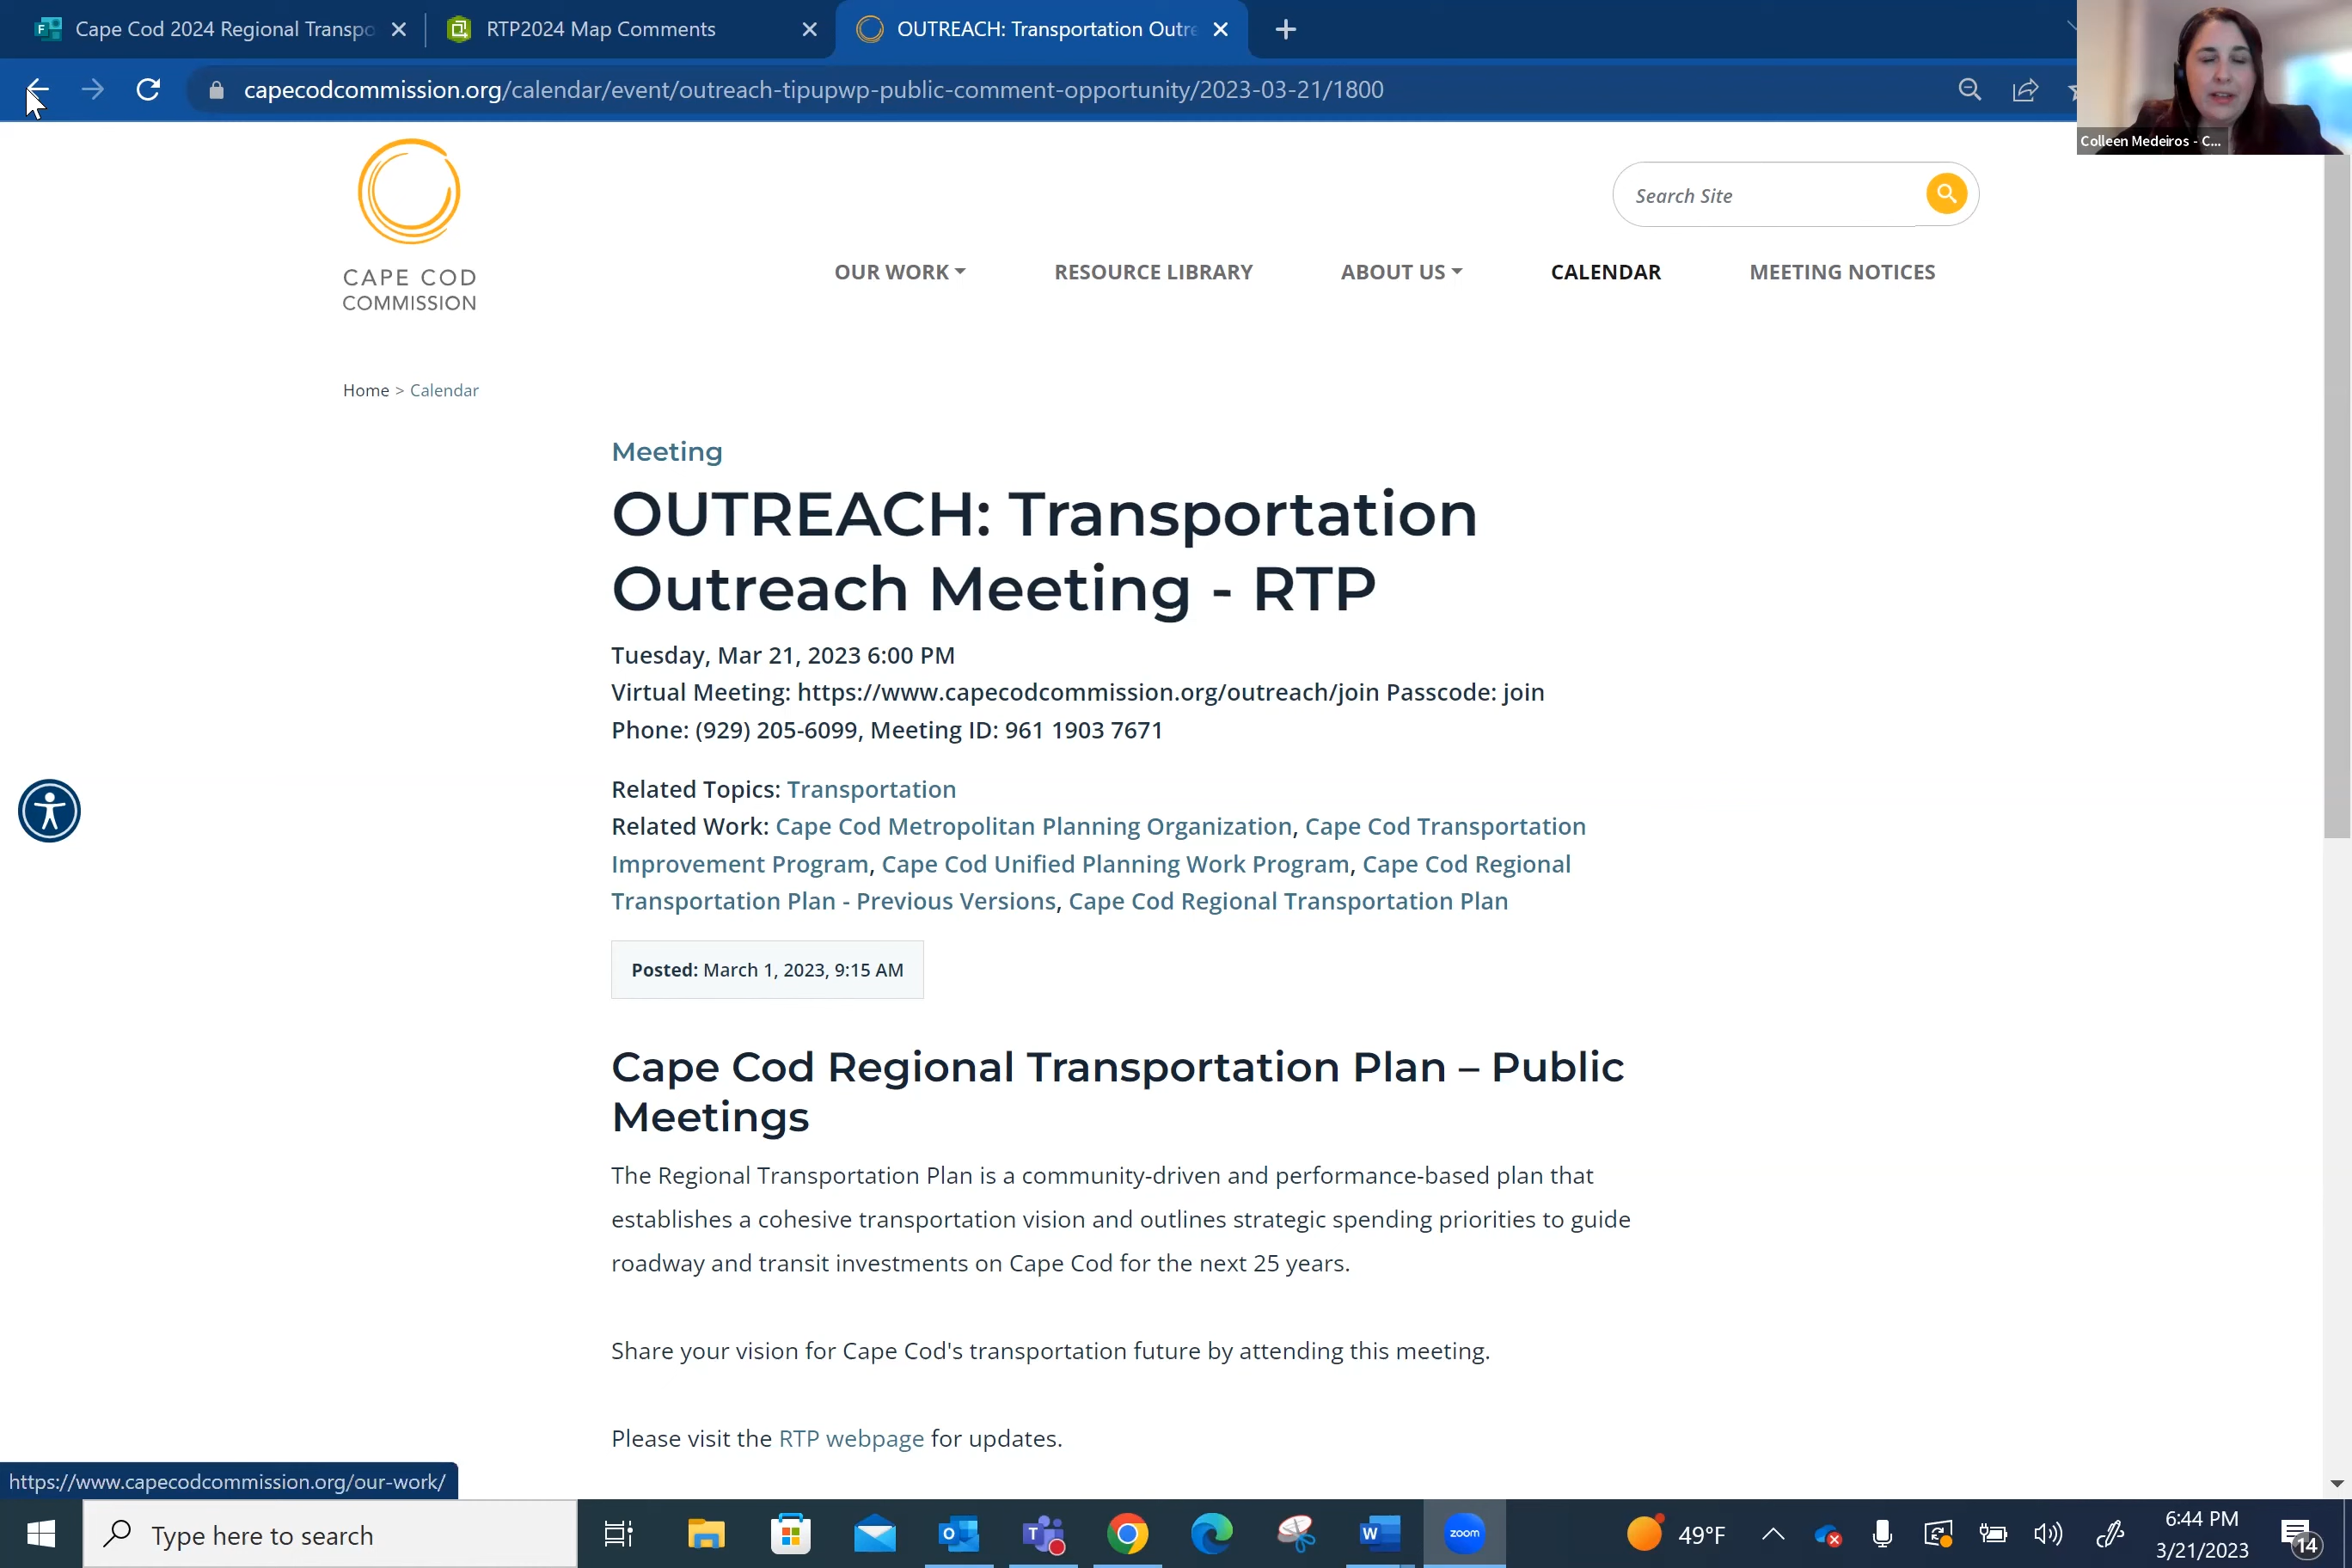 Cape Cod 2024 Regional Transpo
RTP2024 Map Comments
OUTREACH: Transportation Outre
capecodcommission.org/calendar/event/outreach-tipupwp-public-comment-opportunity/2023-03-21/1800
Colleen Medeiros - C...
CAPE COD
COMMISSION
Search Site
OUR WORK
RESOURCE LIBRARY
ABOUT US
CALENDAR
MEETING NOTICES
Home > Calendar
Meeting
OUTREACH: Transportation
Outreach Meeting - RTP
Tuesday, Mar 21, 2023 6:00 PM
Virtual Meeting: https://www.capecodcommission.org/outreach/join Passcode: join
Phone: (929) 205-6099, Meeting ID: 961 1903 7671
Related Topics: Transportation
Related Work: Cape Cod Metropolitan Planning Organization, Cape Cod Transportation
Improvement Program, Cape Cod Unified Planning Work Program, Cape Cod Regional
Transportation Plan - Previous Versions, Cape Cod Regional Transportation Plan
Posted: March 1, 2023, 9:15 AM
Cape Cod Regional Transportation Plan – Public
Meetings
The Regional Transportation Plan is a community-driven and performance-based plan that
establishes a cohesive transportation vision and outlines strategic spending priorities to guide
roadway and transit investments on Cape Cod for the next 25 years.
Share your vision for Cape Cod's transportation future by attending this meeting.
Please visit the RTP webpage for updates.
https://www.capecodcommission.org/our-work/
Type here to search
zoom
49°F
6:44 PM
3/21/2023
14